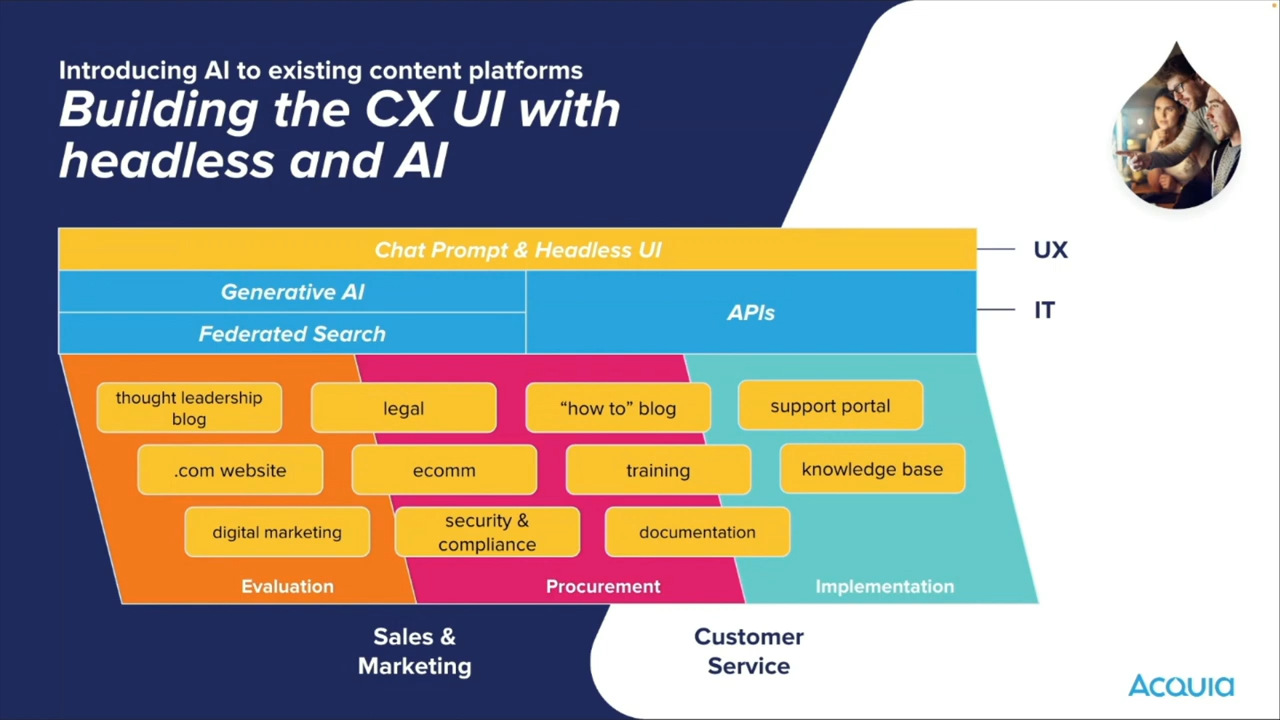 Introducing AI to existing content platforms
Building the CX UI with
headless and AI
Chat Prompt & Headless UI
UX
Generative AI
Federated Search
APIs
IT
thought leadership
blog
legal
“how to” blog
support portal
.com website
ecomm
training
knowledge base
digital marketing
security &
compliance
documentation
Evaluation
Procurement
Implementation
Sales &
Marketing
Customer
Service
Acquia